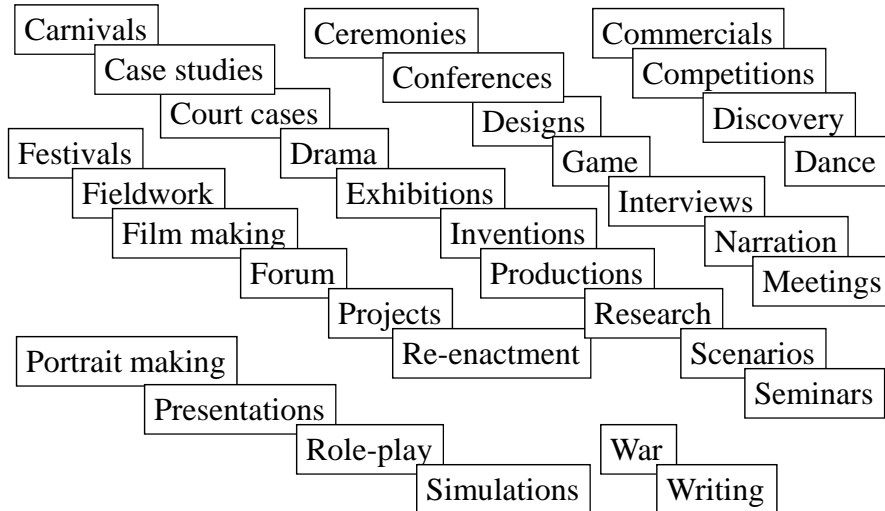 Carnivals
Case studies
Court cases
Drama
Ceremonies
Conferences
Designs
Game
Commercials
Competitions
Discovery
Dance
Festivals
Fieldwork
Film making
Forum
Exhibitions
Inventions
Productions
Interviews
Narration
Meetings
Projects
Re-enactment
Research
Scenarios
Seminars
Portrait making
Presentations
Role-play
Simulations
War
Writing